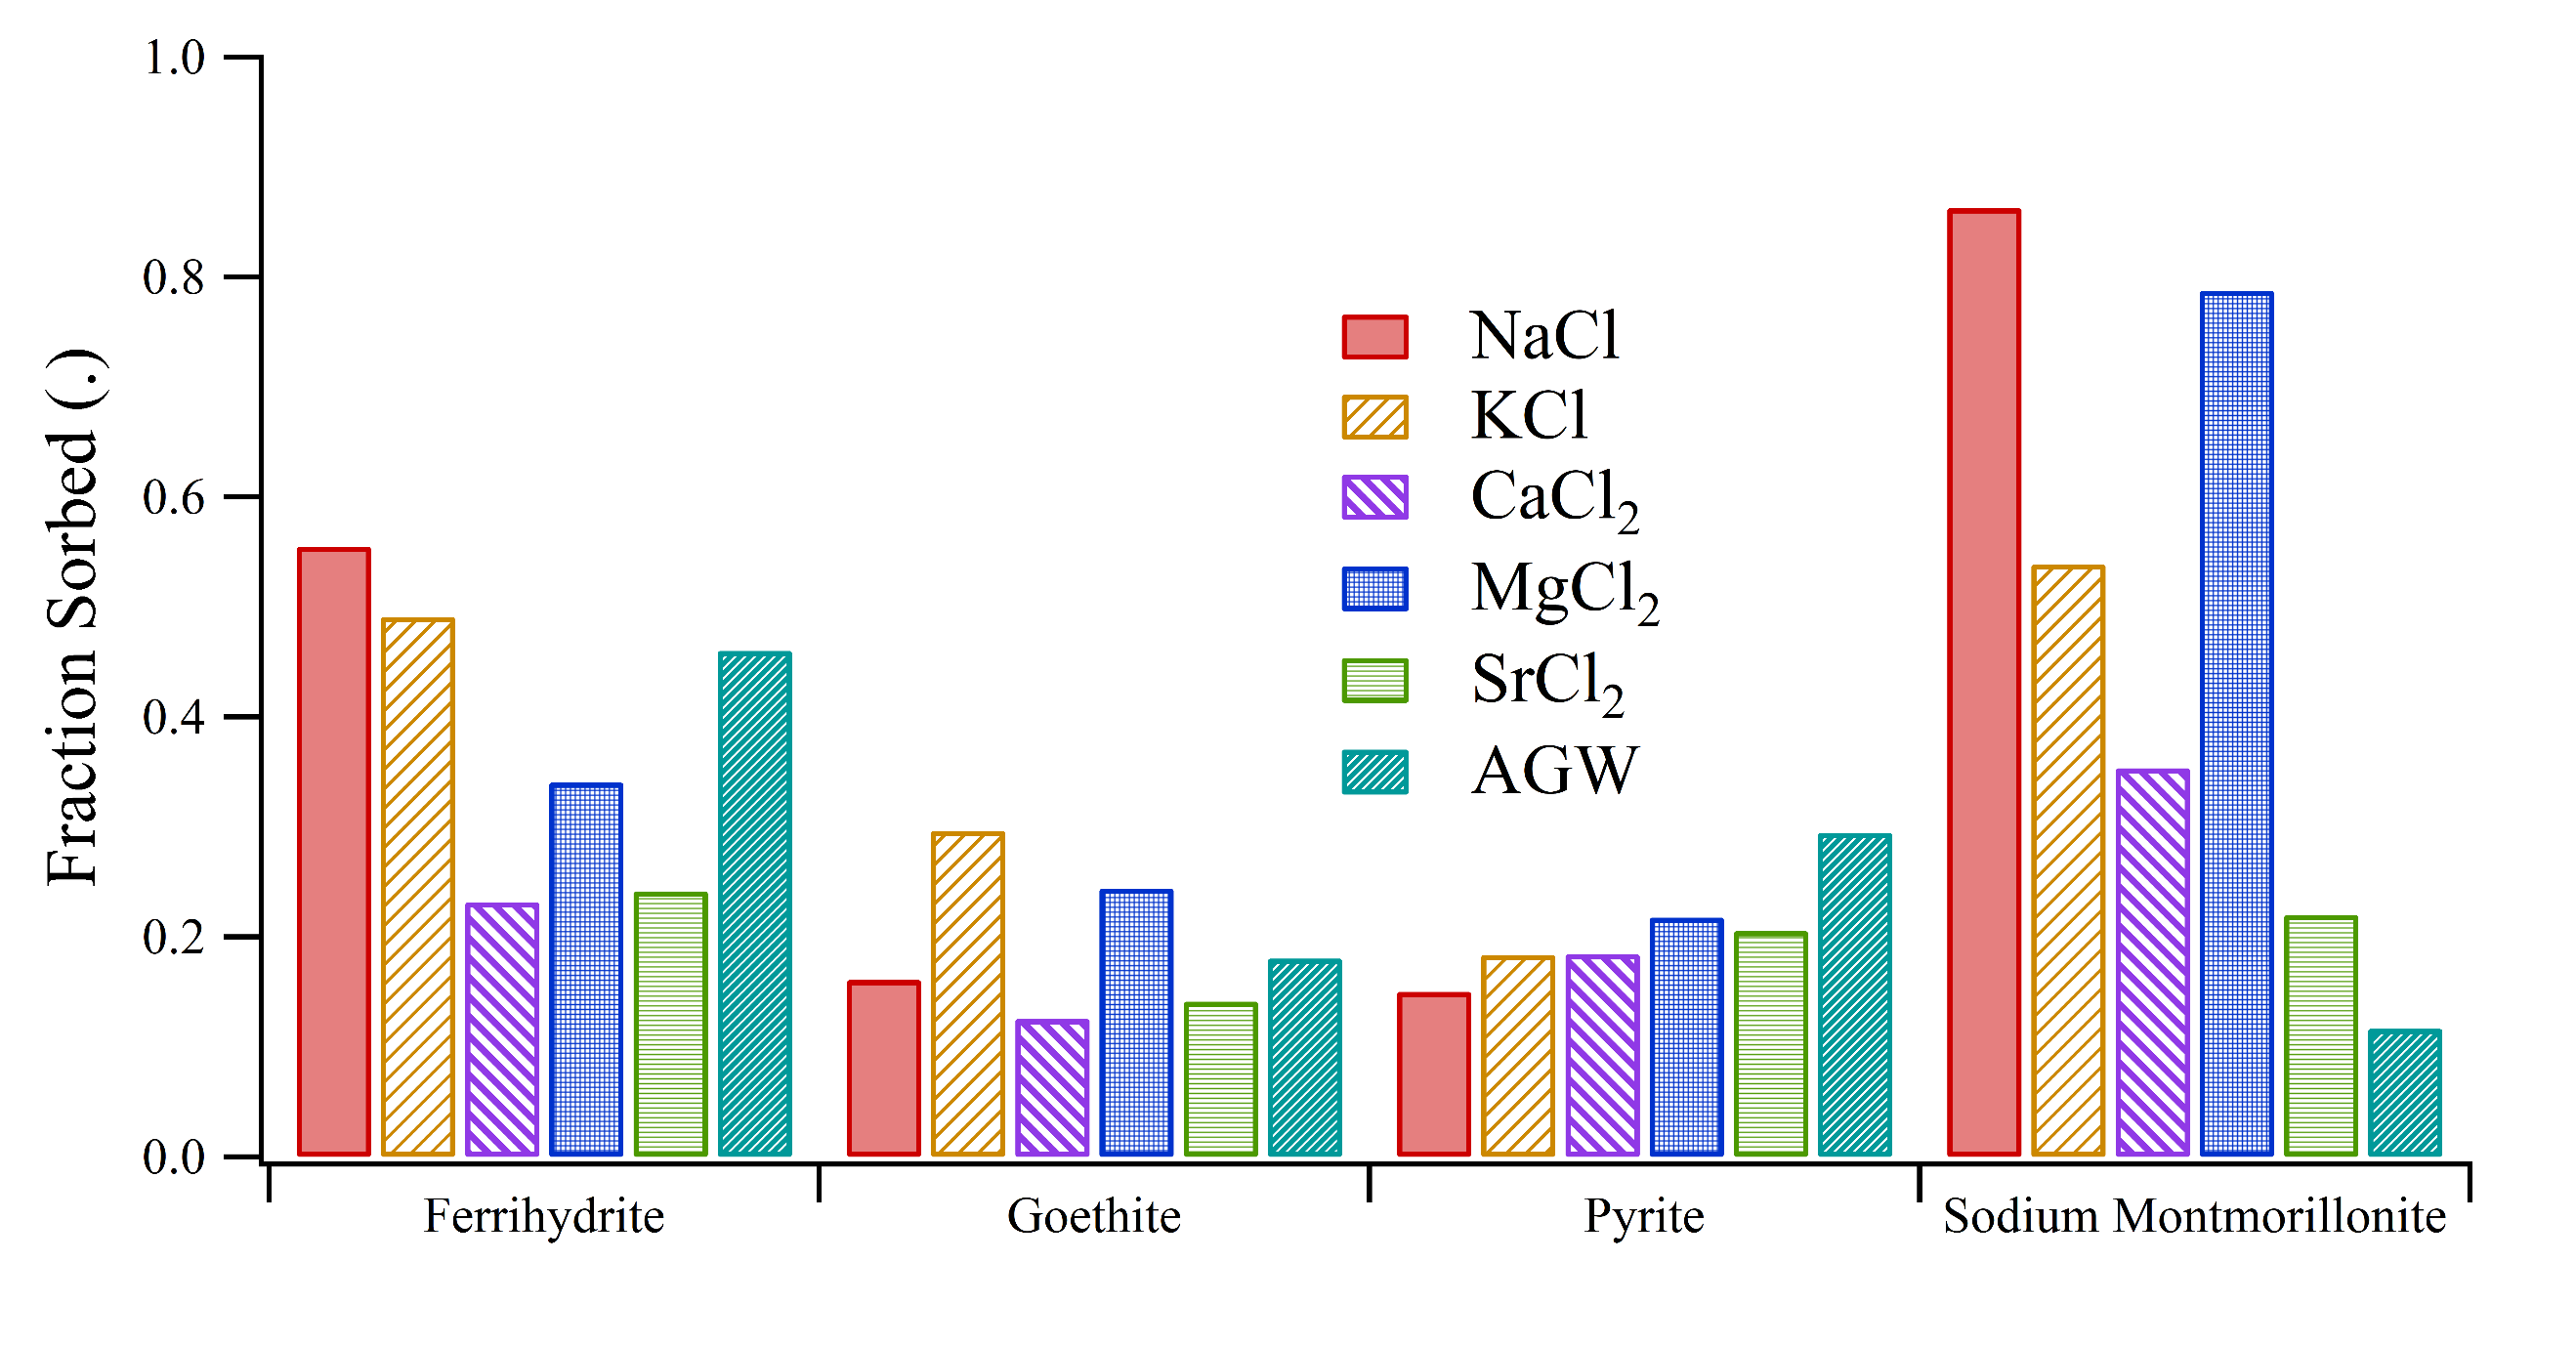 Fraction Sorbed (.)
1.0
0.8
0.6
0.4
0.2
0.0
NaCl
KCl
CaCl₂
MgCl₂
SrCl₂
AGW
Ferrihydrite
Goethite
Pyrite
Sodium Montmorillonite